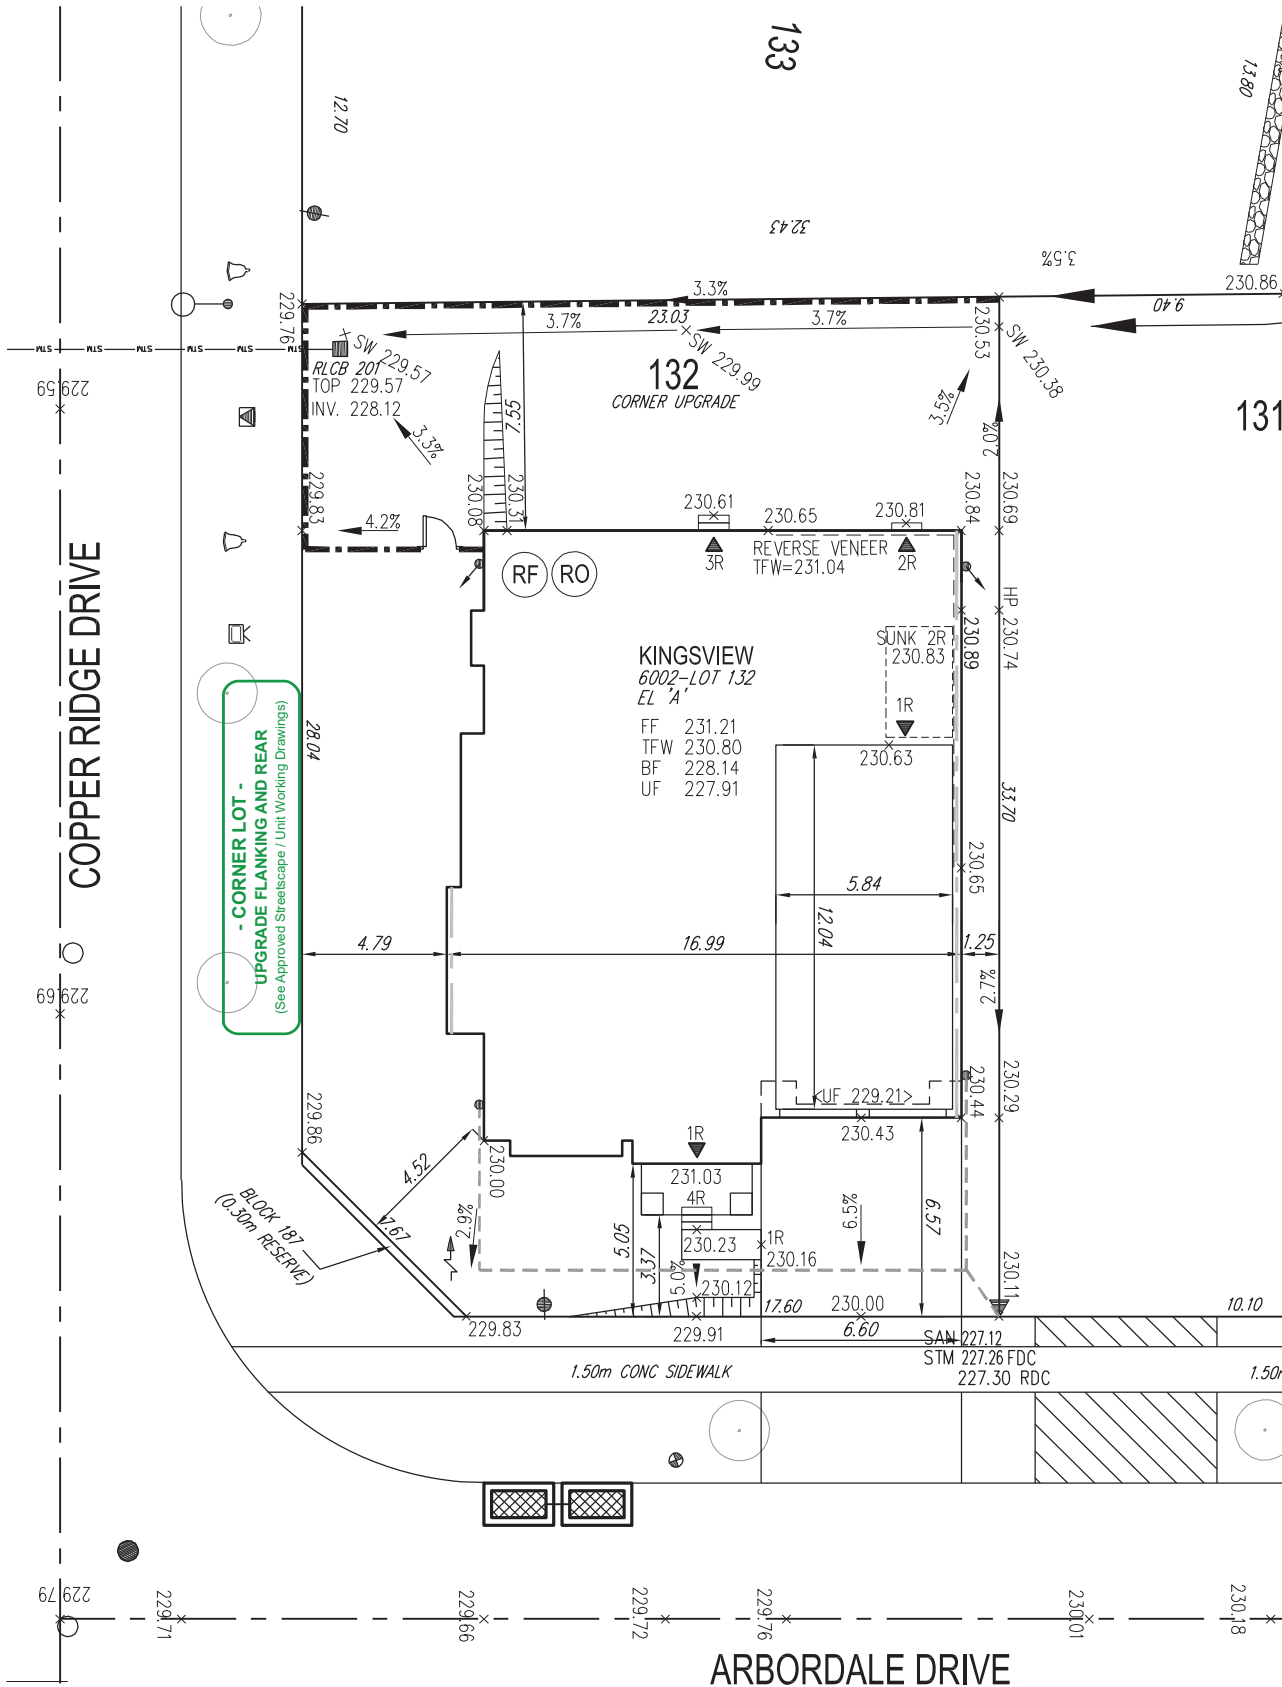 133
13.80
12.70
32.43
3.5%
230.86
9.40
3.3%
229.76
3.7%
23.03
3.7%
230.53
SW 230.38
STM
STM
STM
STM
STM
STM
SW 229.57
SW 229.99
RLCB 201
TOP 229.57
INV. 228.12
229.59
132
CORNER UPGRADE
131
7.55
3.3%
3.5%
2.0%
229.83
4.2%
230.08
230.31
230.61
230.65
230.81
230.84
230.69
REVERSE VENEER
TFW=231.04
3R
2R
RF
RO
HP 230.74
230.89
SUNK 2R
230.83
1R
230.63
KINGSVIEW
6002-LOT 132
EL 'A'
FF 231.21
TFW 230.80
BF 228.14
UF 227.91
COPPER RIDGE DRIVE
- CORNER LOT -
UPGRADE FLANKING AND REAR
(See Approved Streetscape / Unit Working Drawings)
28.04
33.70
230.65
5.84
12.04
4.79
16.99
1.25
2.7%
229.69
<UF 229.21>
230.44
230.29
230.43
229.86
1R
231.03
4R
230.00
4.52
7.67
BLOCK 187
(0.30m RESERVE)
2.9%
5.05
3.37
230.23
1R
230.16
6.5%
6.57
5.0%
230.12
230.11
17.60
230.00
10.10
229.83
229.91
6.60
SAN 227.12
STM 227.26 FDC
227.30 RDC
1.50m CONC SIDEWALK
1.50m
229.79
229.71
229.66
229.72
229.76
230.01
230.18
ARBORDALE DRIVE